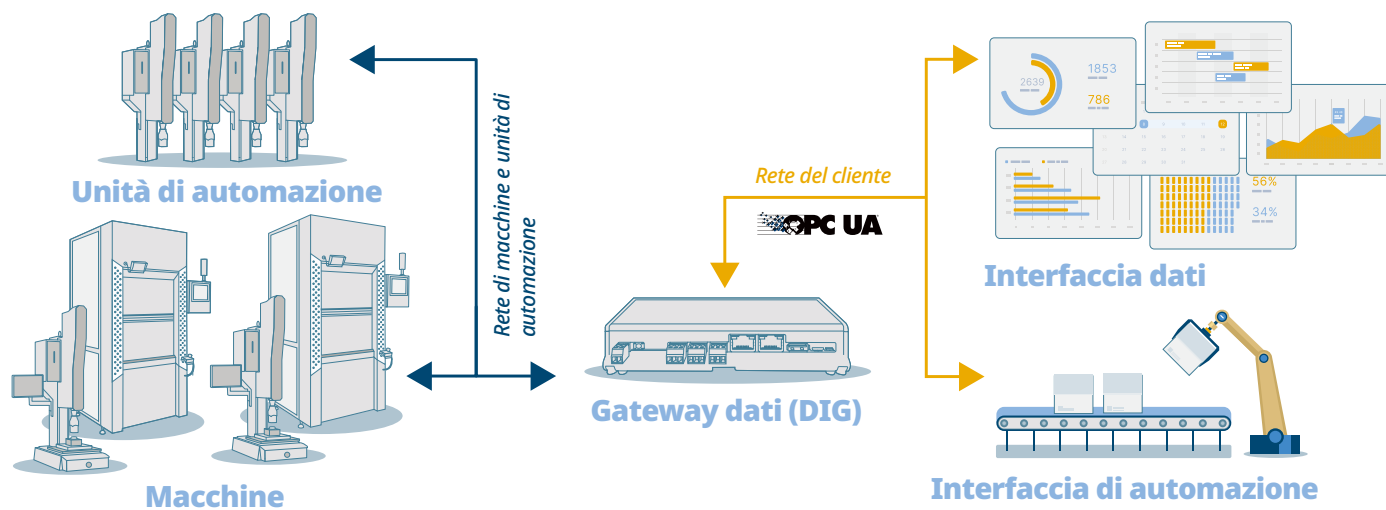 Unità di automazione
Macchine
Rete di macchine e unità di
automazione
Rete del cliente
OPC UA
Gateway dati (DIG)
2639
1853
786
56%
34%
Interfaccia dati
Interfaccia di automazione